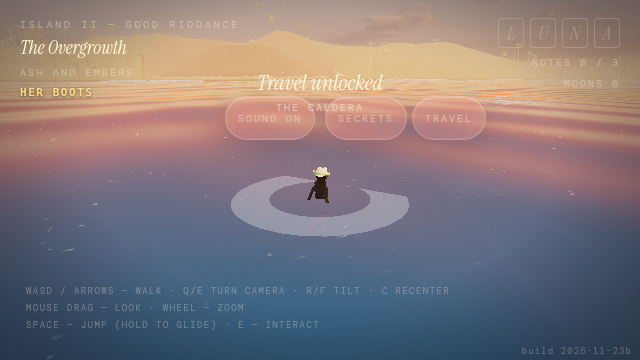 ISLAND II — GOOD RIDDANCE
The Overgrowth
ASH AND EMBERS
HER BOOTS
L U N A
NOTES 0 / 3
MOONS 0
Travel unlocked
THE CALDERA
SOUND ON
SECRETS
TRAVEL
WASD / ARROWS — WALK · Q/E TURN CAMERA · R/F TILT · C RECENTER
MOUSE DRAG — LOOK · WHEEL — ZOOM
SPACE — JUMP (HOLD TO GLIDE) · E — INTERACT
build 2026-11-23b